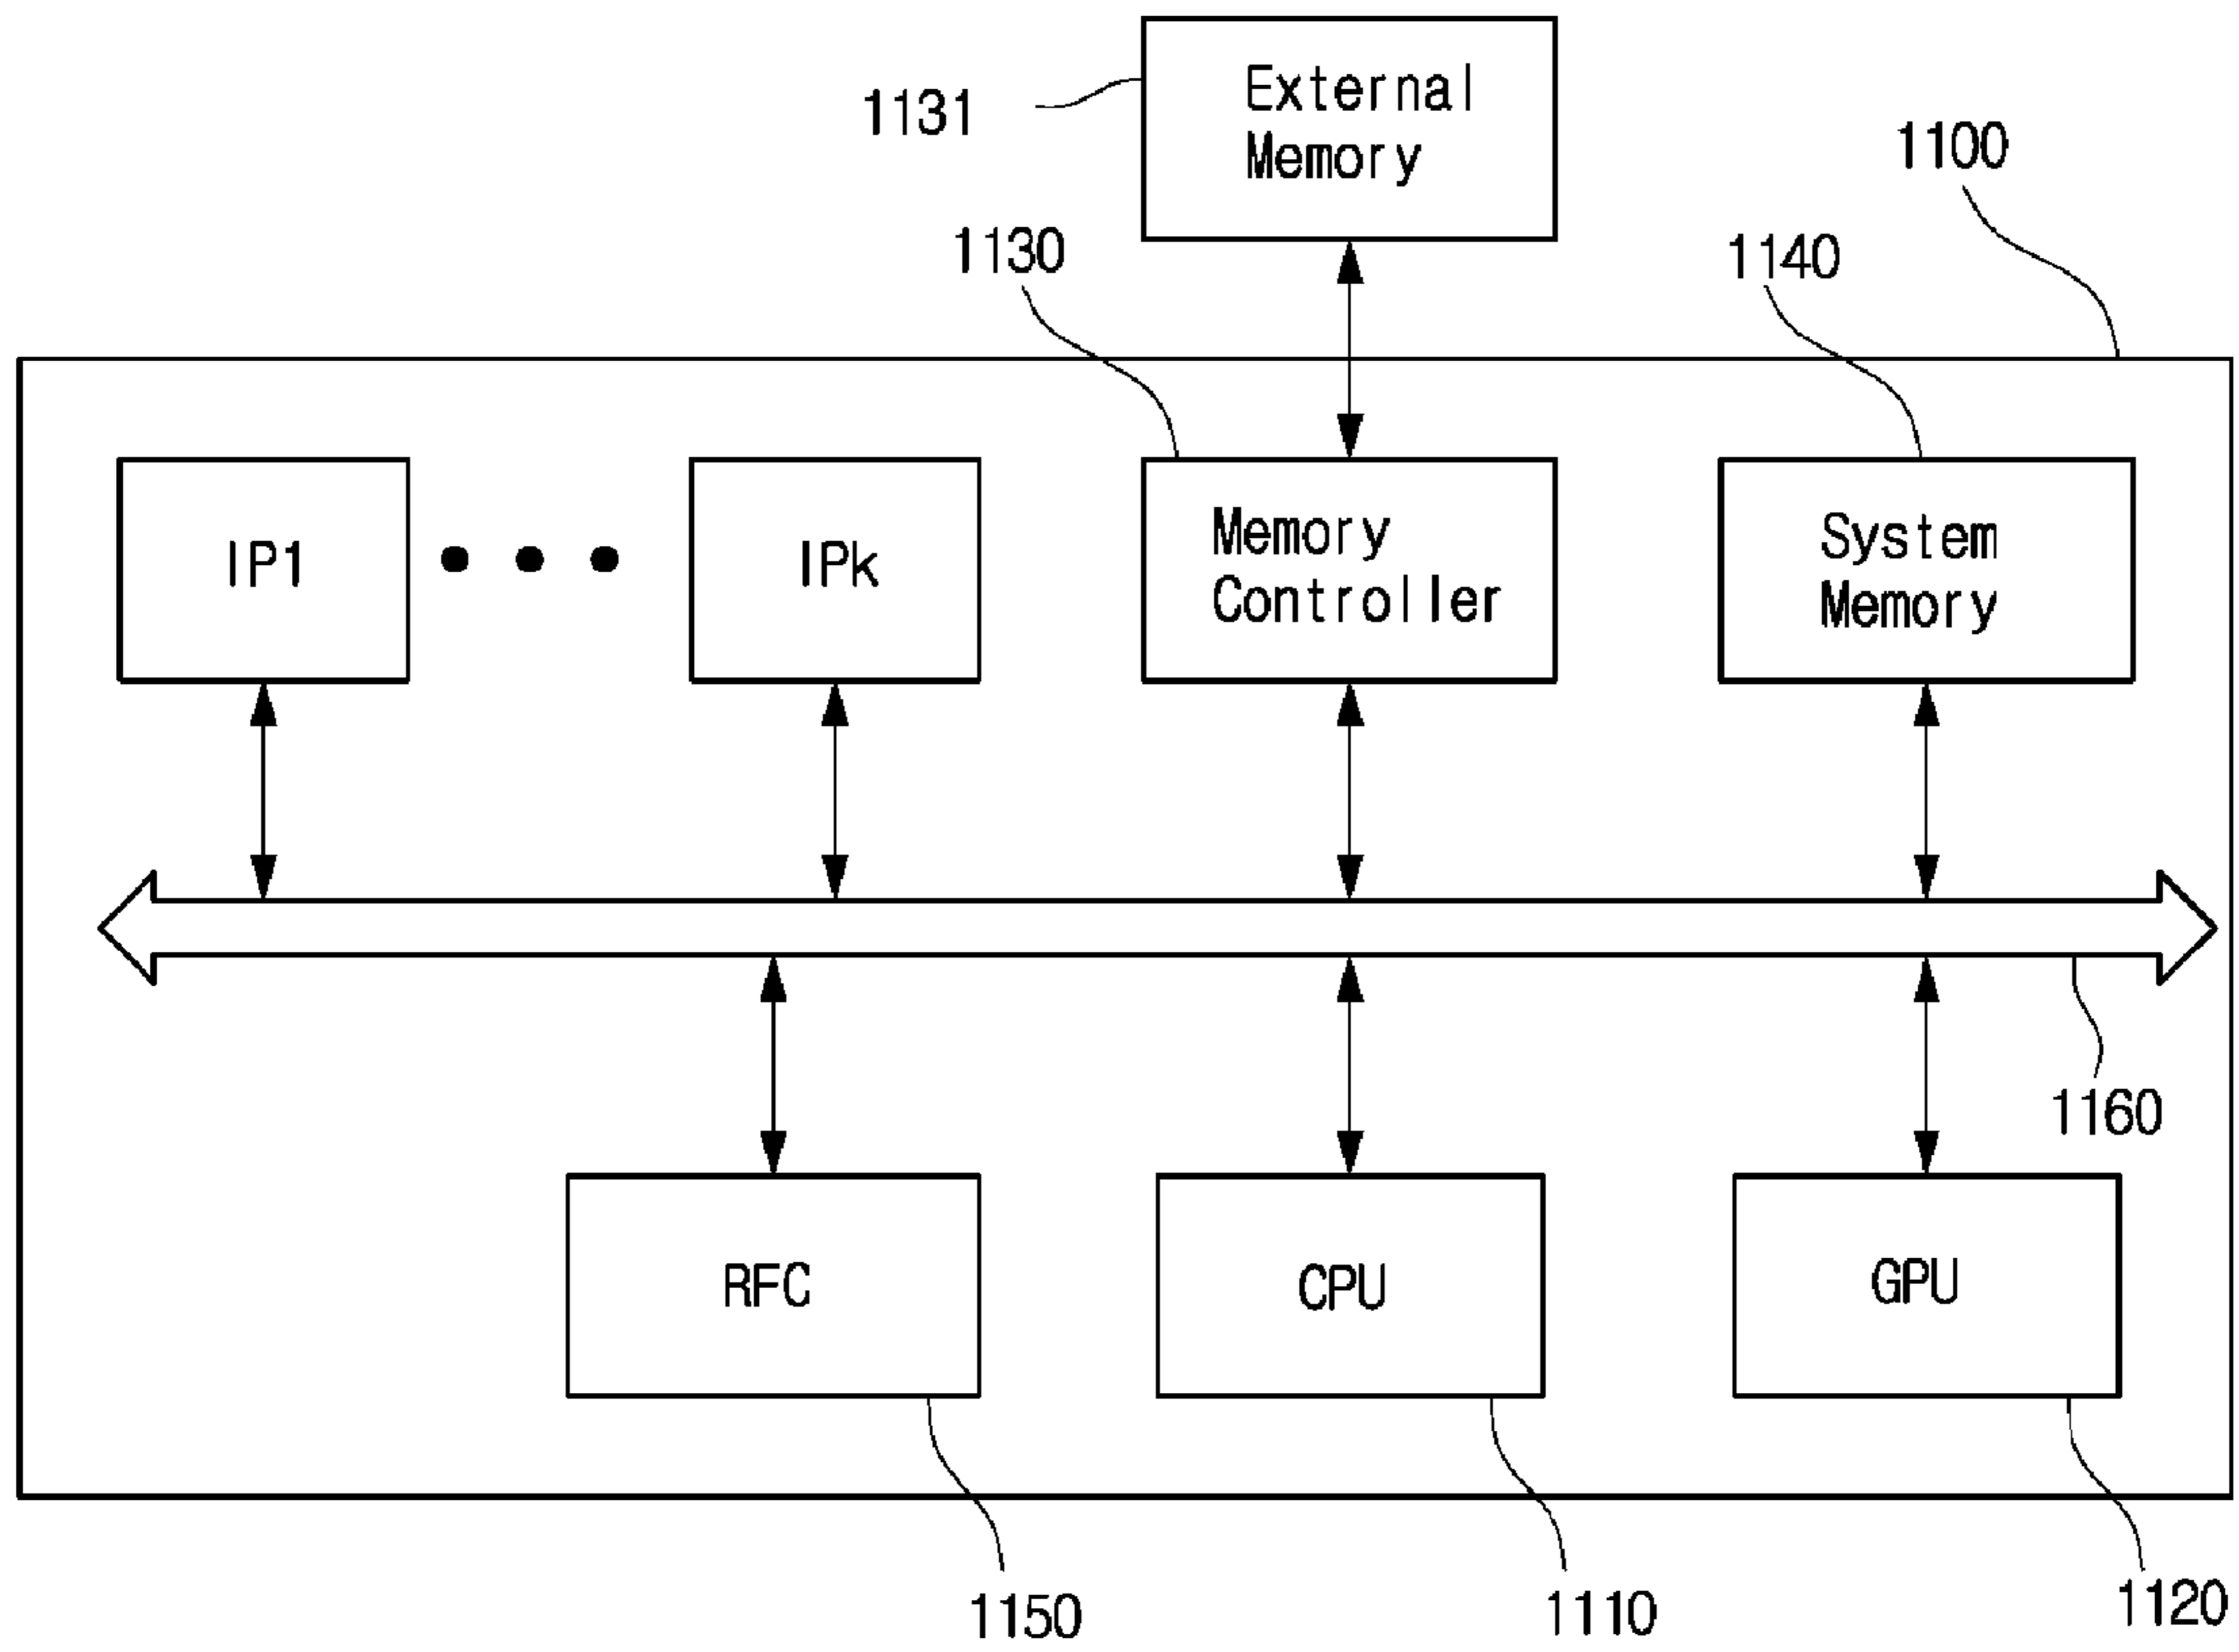 External
Memory
1131
1100
1130
1140
IP1
IPk
Memory
Controller
System
Memory
1160
RFC
CPU
GPU
1150
1110
1120